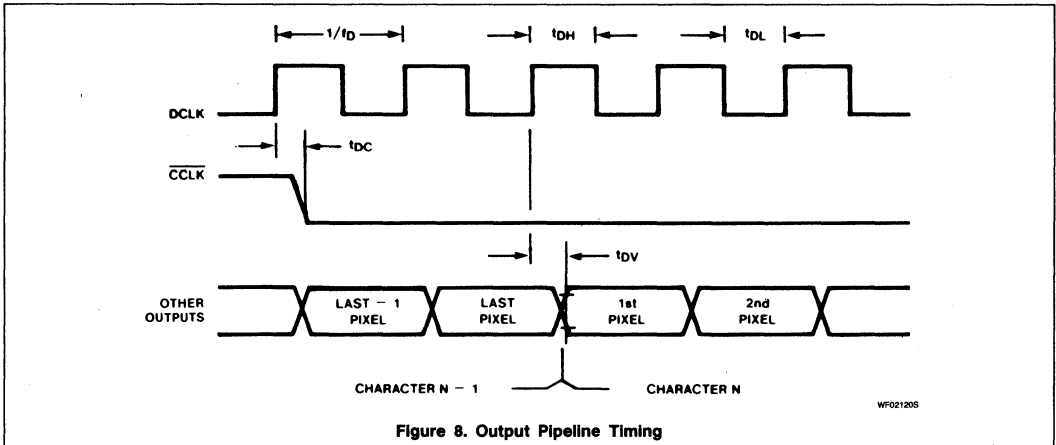 1/fD
tDH
tDL
DCLK
tDC
CCLK
tDV
OTHER
OUTPUTS
LAST – 1
PIXEL
LAST
PIXEL
1st
PIXEL
2nd
PIXEL
CHARACTER N – 1
CHARACTER N
WF02120S
Figure 8. Output Pipeline Timing